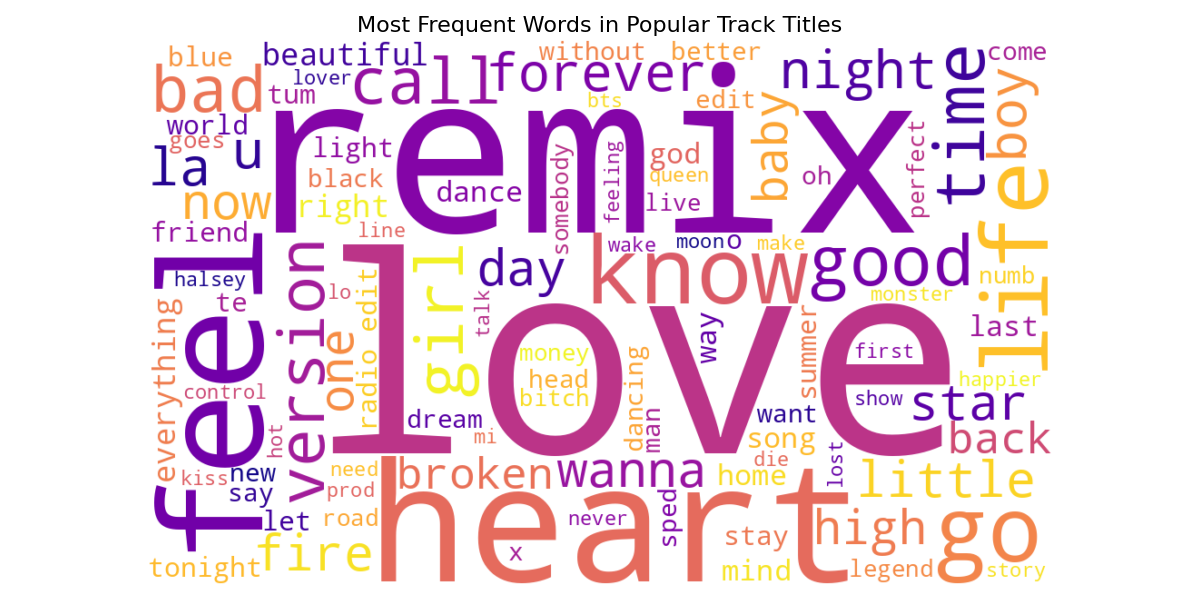 Most Frequent Words in Popular Track Titles
blue
beautiful
without
better
come
lover
call
forever
night
time
bad
tum
bts
edit
baby
boy
world
goes
u
remix
light
god
oh
perfect
la
black
dance
somebody
feeling
queen
live
now
right
friend
line
wake
moon
o
make
feel
halsey
version
girl
day
know
good
life
te
lo
radio edit
talk
numb
monster
everything
one
love
way
summer
last
money
first
head
bitch
dancing
happier
control
dream
man
want
show
star
hot
mi
song
back
kiss
new
need
broken
wanna
home
die
lost
little
say
prod
heart
sped
let
road
never
high
go
fire
x
stay
tonight
mind
legend
story